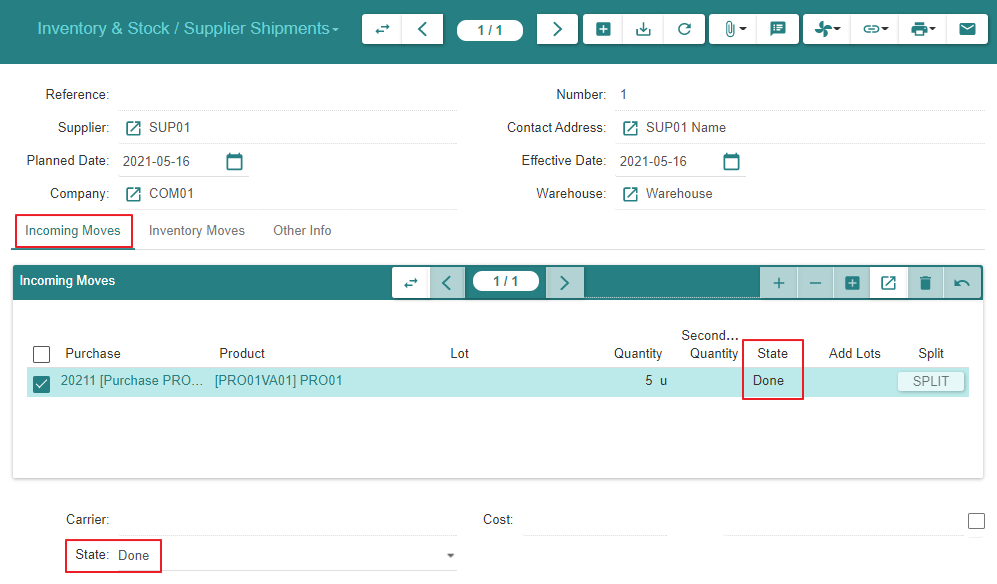 Inventory & Stock / Supplier Shipments
1 / 1
Reference:
Number: 1
Supplier: SUP01
Contact Address: SUP01 Name
Planned Date: 2021-05-16
Effective Date: 2021-05-16
Company: COM01
Warehouse: Warehouse
Incoming Moves Inventory Moves Other Info
Incoming Moves 1 / 1
Purchase Product Lot Quantity Second... Quantity State Add Lots Split
20211 [Purchase PRO... [PRO01VA01] PRO01 5 u Done SPLIT
Carrier: Cost:
State: Done